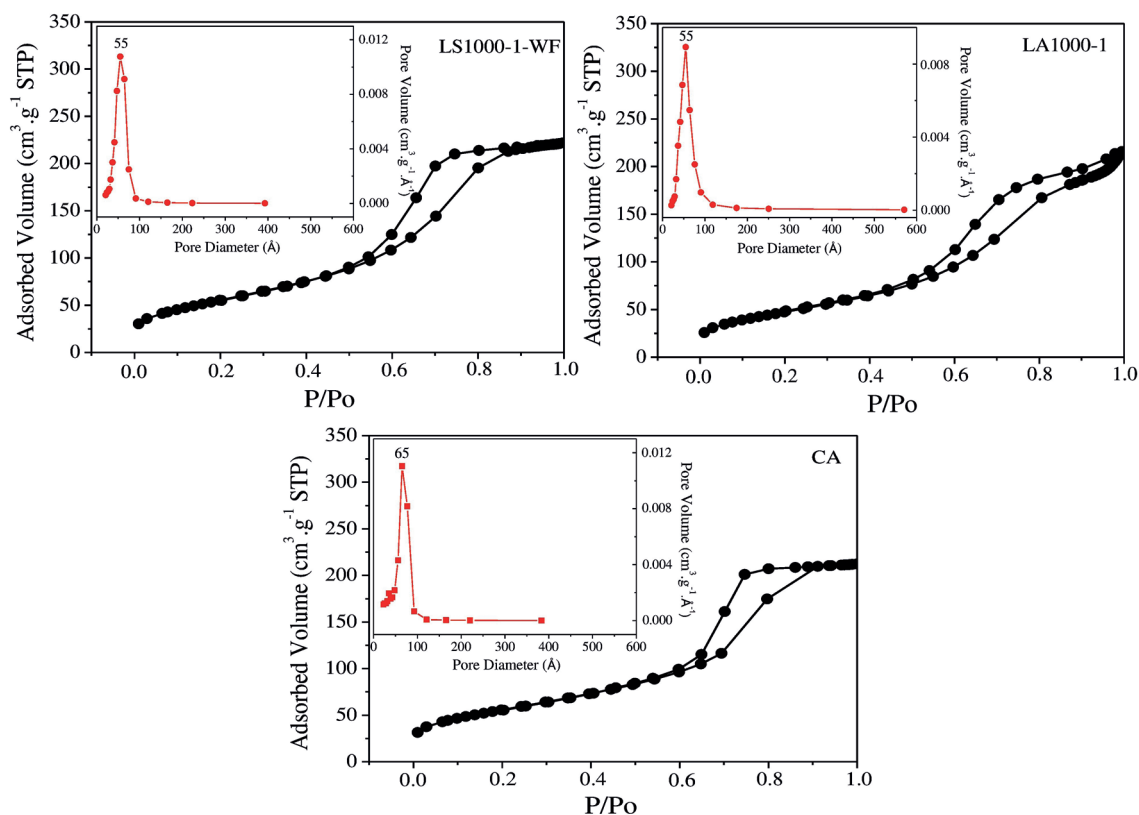 LS1000-1-WF
55
350
300
250
200
150
100
50
0
Adsorbed Volume (cm³.g⁻¹ STP)
0.0 0.2 0.4 0.6 0.8 1.0
P/Po
0.012
0.008
0.004
0.000
Pore Volume (cm³.g⁻¹.Å⁻¹)
0 100 200 300 400 500 600
Pore Diameter (Å)
LA1000-1
55
350
300
250
200
150
100
50
0
Adsorbed Volume (cm³.g⁻¹ STP)
0.0 0.2 0.4 0.6 0.8 1.0
P/Po
0.008
0.004
0.000
Pore Volume (cm³.g⁻¹.Å⁻¹)
0 100 200 300 400 500 600
Pore Diameter (Å)
CA
65
350
300
250
200
150
100
50
0
Adsorbed Volume (cm³.g⁻¹ STP)
0.0 0.2 0.4 0.6 0.8 1.0
P/Po
0.012
0.008
0.004
0.000
Pore Volume (cm³.g⁻¹.Å⁻¹)
0 100 200 300 400 500 600
Pore Diameter (Å)